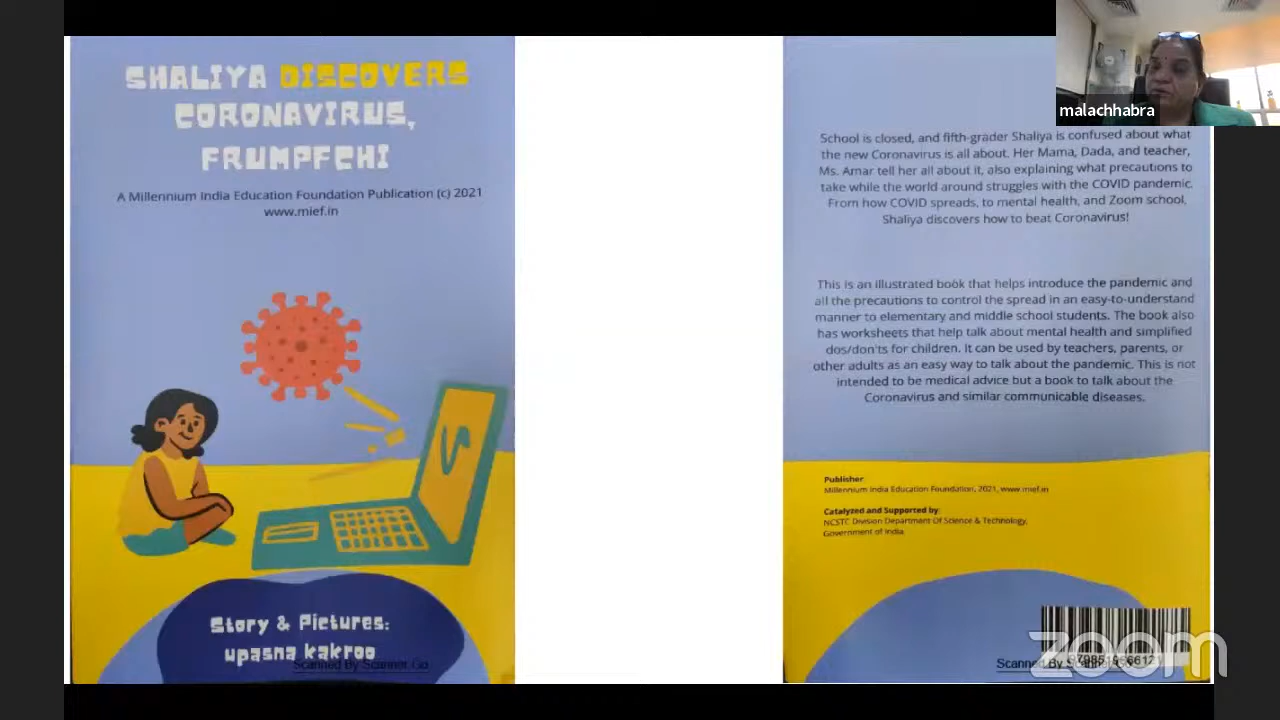 SHALIYA DISCOVERS
CORONAVIRUS,
FRUMPFCHI
A Millennium India Education Foundation Publication (c) 2021
www.mief.in
Story & Pictures:
upasna kakroo
Scanned By Scanner Go
malachhabra
School is closed, and fifth-grader Shaliya is confused about what
the new Coronavirus is all about. Her Mama, Dada, and teacher,
Ms. Amar tell her all about it, also explaining what precautions to
take while the world around struggles with the COVID pandemic.
From how COVID spreads, to mental health, and Zoom school,
Shaliya discovers how to beat Coronavirus!
This is an illustrated book that helps introduce the pandemic and
all the precautions to control the spread in an easy-to-understand
manner to elementary and middle school students. The book also
has worksheets that help talk about mental health and simplified
dos/don'ts for children. It can be used by teachers, parents, or
other adults as an easy way to talk about the pandemic. This is not
intended to be medical advice but a book to talk about the
Coronavirus and similar communicable diseases.
Publisher
Millennium India Education Foundation, 2021, www.mief.in
Catalyzed and Supported by:
NCSTC Division Department Of Science & Technology,
Government of India
Scanned By
zoom